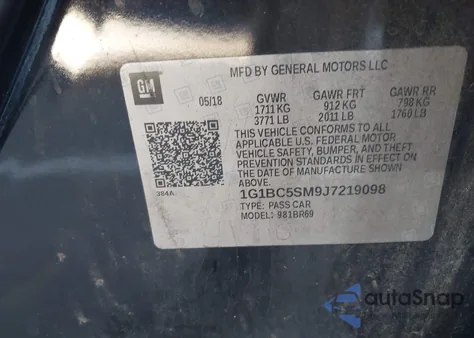 GM
MFD BY GENERAL MOTORS LLC
05/18 GVWR GAWR FRT GAWR RR
1711 KG 912 KG 798 KG
3771 LB 2011 LB 1760 LB
THIS VEHICLE CONFORMS TO ALL
APPLICABLE U.S. FEDERAL MOTOR
VEHICLE SAFETY, BUMPER, AND THEFT
PREVENTION STANDARDS IN EFFECT ON
THE DATE OF MANUFACTURE SHOWN
ABOVE.
384A 1G1BC5SM9J7219098
TYPE: PASS CAR
MODEL: 981BR69
autoSnap